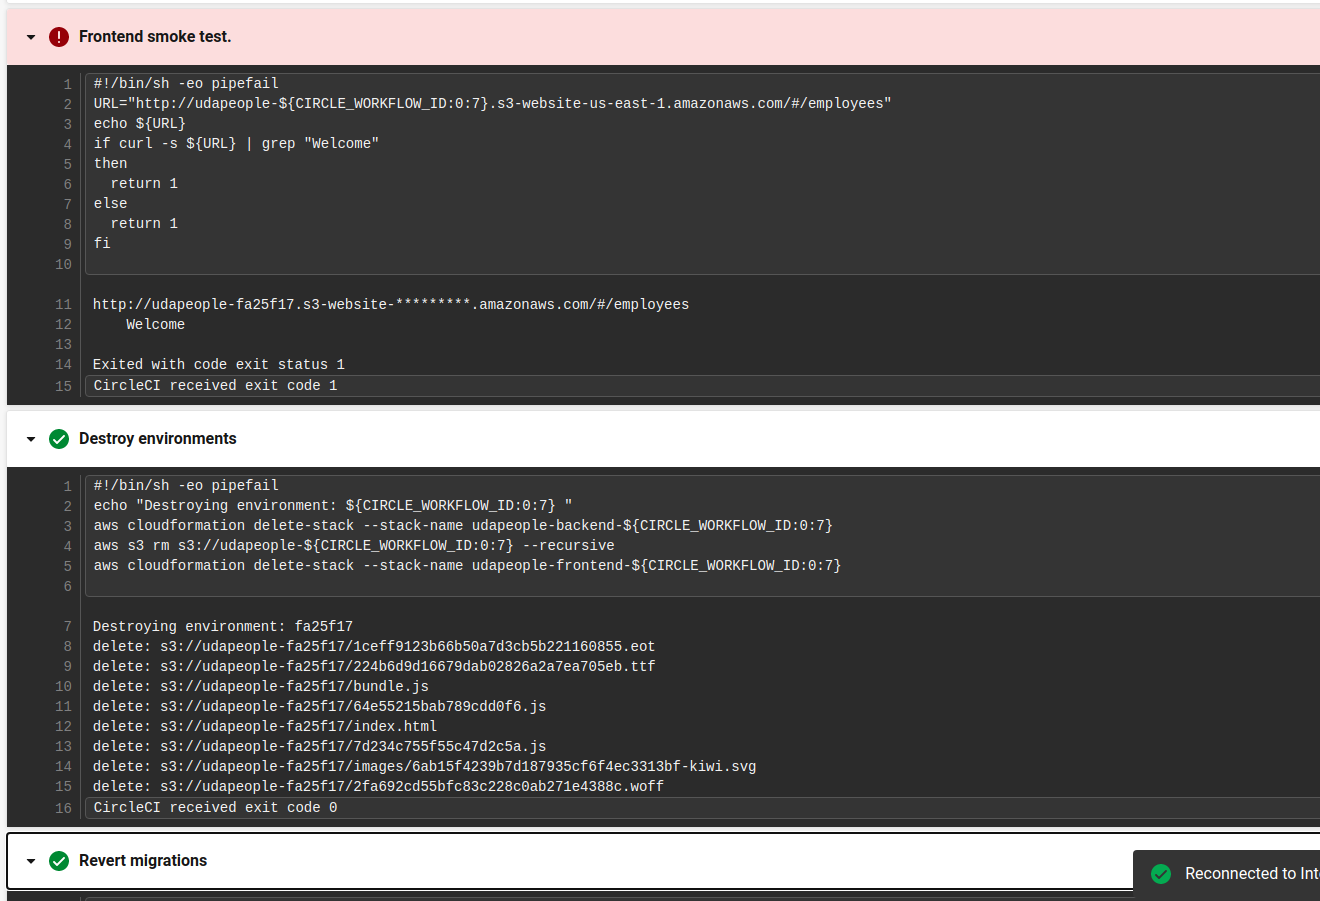 Frontend smoke test.
1 #!/bin/sh -eo pipefail
2 URL="http://udapeople-${CIRCLE_WORKFLOW_ID:0:7}.s3-website-us-east-1.amazonaws.com/#/employees"
3 echo ${URL}
4 if curl -s ${URL} | grep "Welcome"
5 then
6   return 1
7 else
8   return 1
9 fi
10
11 http://udapeople-fa25f17.s3-website-*********.amazonaws.com/#/employees
12     Welcome
13
14 Exited with code exit status 1
15 CircleCI received exit code 1
Destroy environments
1 #!/bin/sh -eo pipefail
2 echo "Destroying environment: ${CIRCLE_WORKFLOW_ID:0:7} "
3 aws cloudformation delete-stack --stack-name udapeople-backend-${CIRCLE_WORKFLOW_ID:0:7}
4 aws s3 rm s3://udapeople-${CIRCLE_WORKFLOW_ID:0:7} --recursive
5 aws cloudformation delete-stack --stack-name udapeople-frontend-${CIRCLE_WORKFLOW_ID:0:7}
6
7 Destroying environment: fa25f17
8 delete: s3://udapeople-fa25f17/1ceff9123b66b50a7d3cb5b221160855.eot
9 delete: s3://udapeople-fa25f17/224b6d9d16679dab02826a2a7ea705eb.ttf
10 delete: s3://udapeople-fa25f17/bundle.js
11 delete: s3://udapeople-fa25f17/64e55215bab789cdd0f6.js
12 delete: s3://udapeople-fa25f17/index.html
13 delete: s3://udapeople-fa25f17/7d234c755f55c47d2c5a.js
14 delete: s3://udapeople-fa25f17/images/6ab15f4239b7d187935cf6f4ec3313bf-kiwi.svg
15 delete: s3://udapeople-fa25f17/2fa692cd55bfc83c228c0ab271e4388c.woff
16 CircleCI received exit code 0
Revert migrations
Reconnected to Int